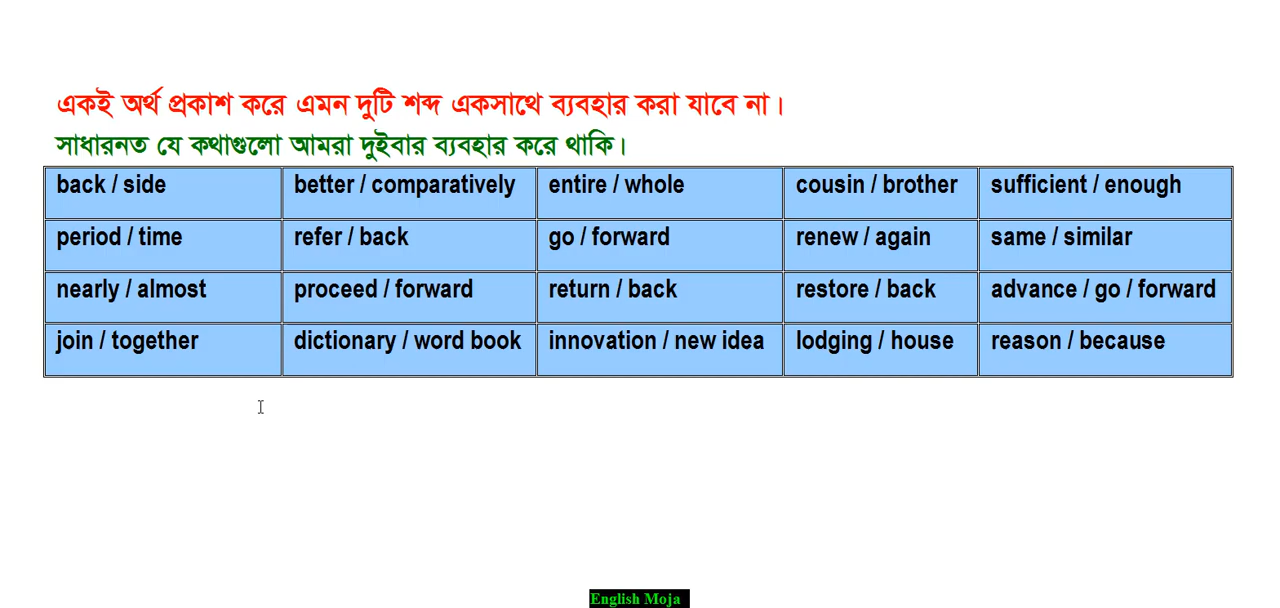 একই অর্থ প্রকাশ করে এমন দুটি শব্দ একসাথে ব্যবহার করা যাবে না।
সাধারনত যে কথাগুলো আমরা দুইবার ব্যবহার করে থাকি।
back / side better / comparatively entire / whole cousin / brother sufficient / enough
period / time refer / back go / forward renew / again same / similar
nearly / almost proceed / forward return / back restore / back advance / go / forward
join / together dictionary / word book innovation / new idea lodging / house reason / because
English Moja